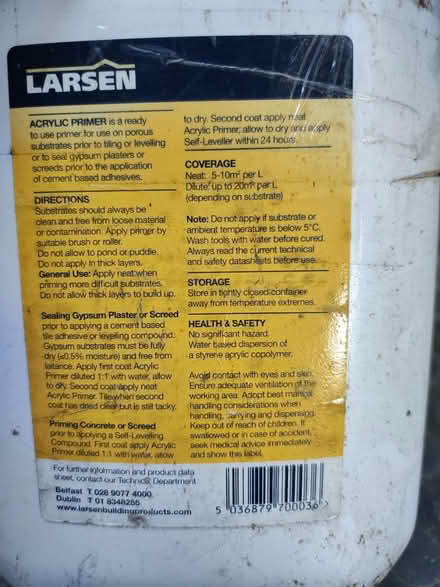 LARSEN
ACRYLIC PRIMER is a ready
to use primer for use on porous
substrates prior to tiling or levelling
or to seal gypsum plasters or
screeds prior to the application
of cement based adhesives.
DIRECTIONS
Substrates should always be
clean and free from loose material
or contamination. Apply primer by
suitable brush or roller.
Do not allow to pond or puddle.
Do not apply in thick layers.
General Use: Apply neat when
priming more difficult substrates.
Do not allow thick layers to build up.
Sealing Gypsum Plaster or Screed
prior to applying a cement based
tile adhesive or levelling compound.
Gypsum substrates must be fully
dry (≤0.5% moisture) and free from
laitance. Apply first coat Acrylic
Primer diluted 1:1 with water, allow
to dry. Second coat apply neat
Acrylic Primer. Tile when second
coat has dried clear but is still tacky.
Priming Concrete or Screed
prior to applying a Self-Levelling
Compound. First coat apply Acrylic
Primer diluted 1:1 with water, allow
to dry. Second coat apply neat
Acrylic Primer, allow to dry and apply
Self-Leveller within 24 hours.
COVERAGE
Neat: 5-10m² per L
Dilute: up to 20m² per L
(depending on substrate)
Note: Do not apply if substrate or
ambient temperature is below 5°C.
Wash tools with water before cured.
Always read the current technical
and safety datasheets before use.
STORAGE
Store in tightly closed container
away from temperature extremes.
HEALTH & SAFETY
No significant hazard.
Water based dispersion of
a styrene acrylic copolymer.
Avoid contact with eyes and skin.
Ensure adequate ventilation of the
working area. Adopt best manual
handling considerations when
handling, carrying and dispensing.
Keep out of reach of children. If
swallowed or in case of accident,
seek medical advice immediately
and show this label.
For further information and product data
sheet, contact our Technical Department
Belfast T 028 9077 4000
Dublin T 01 8348255
www.larsenbuildingproducts.com
5 036879 700036